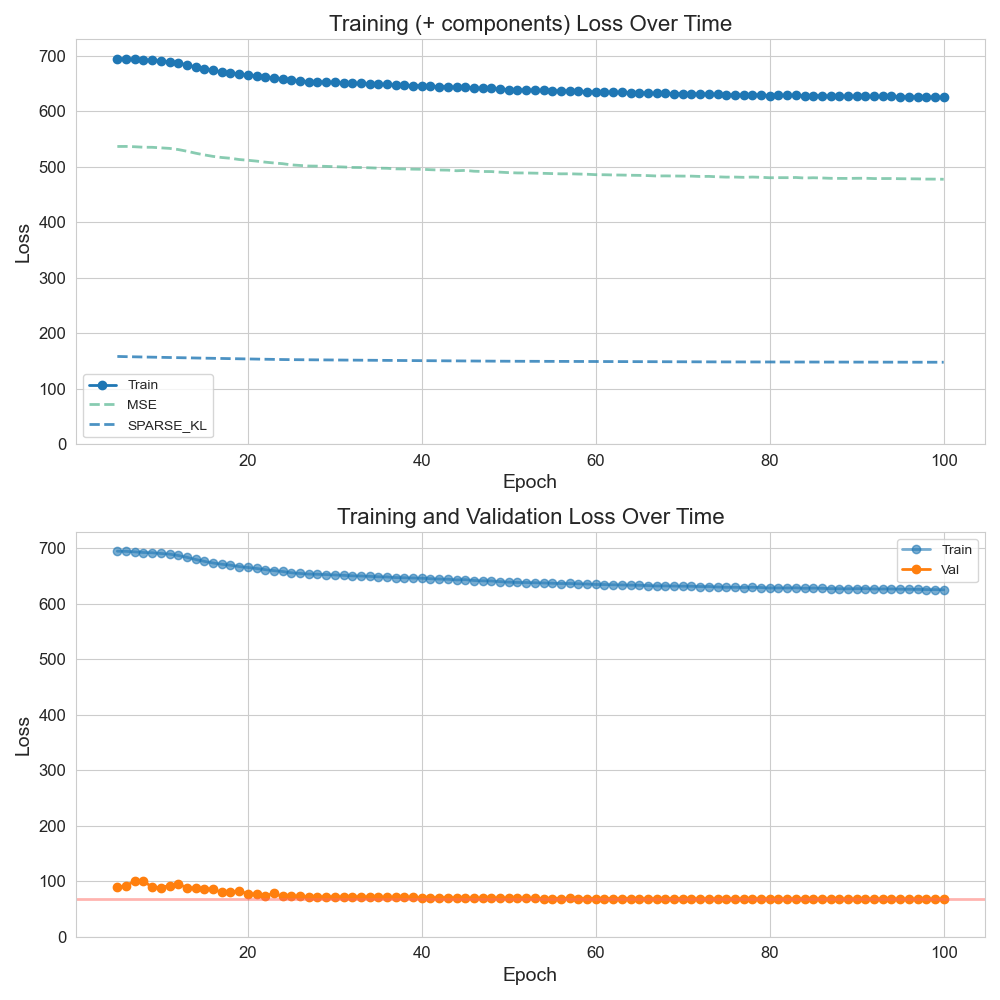 Training (+ components) Loss Over Time
700
600
500
400
300
200
100
0
Loss
Train
MSE
SPARSE_KL
20 40 60 80 100
Epoch
Training and Validation Loss Over Time
700
600
500
400
300
200
100
0
Loss
Train
Val
20 40 60 80 100
Epoch